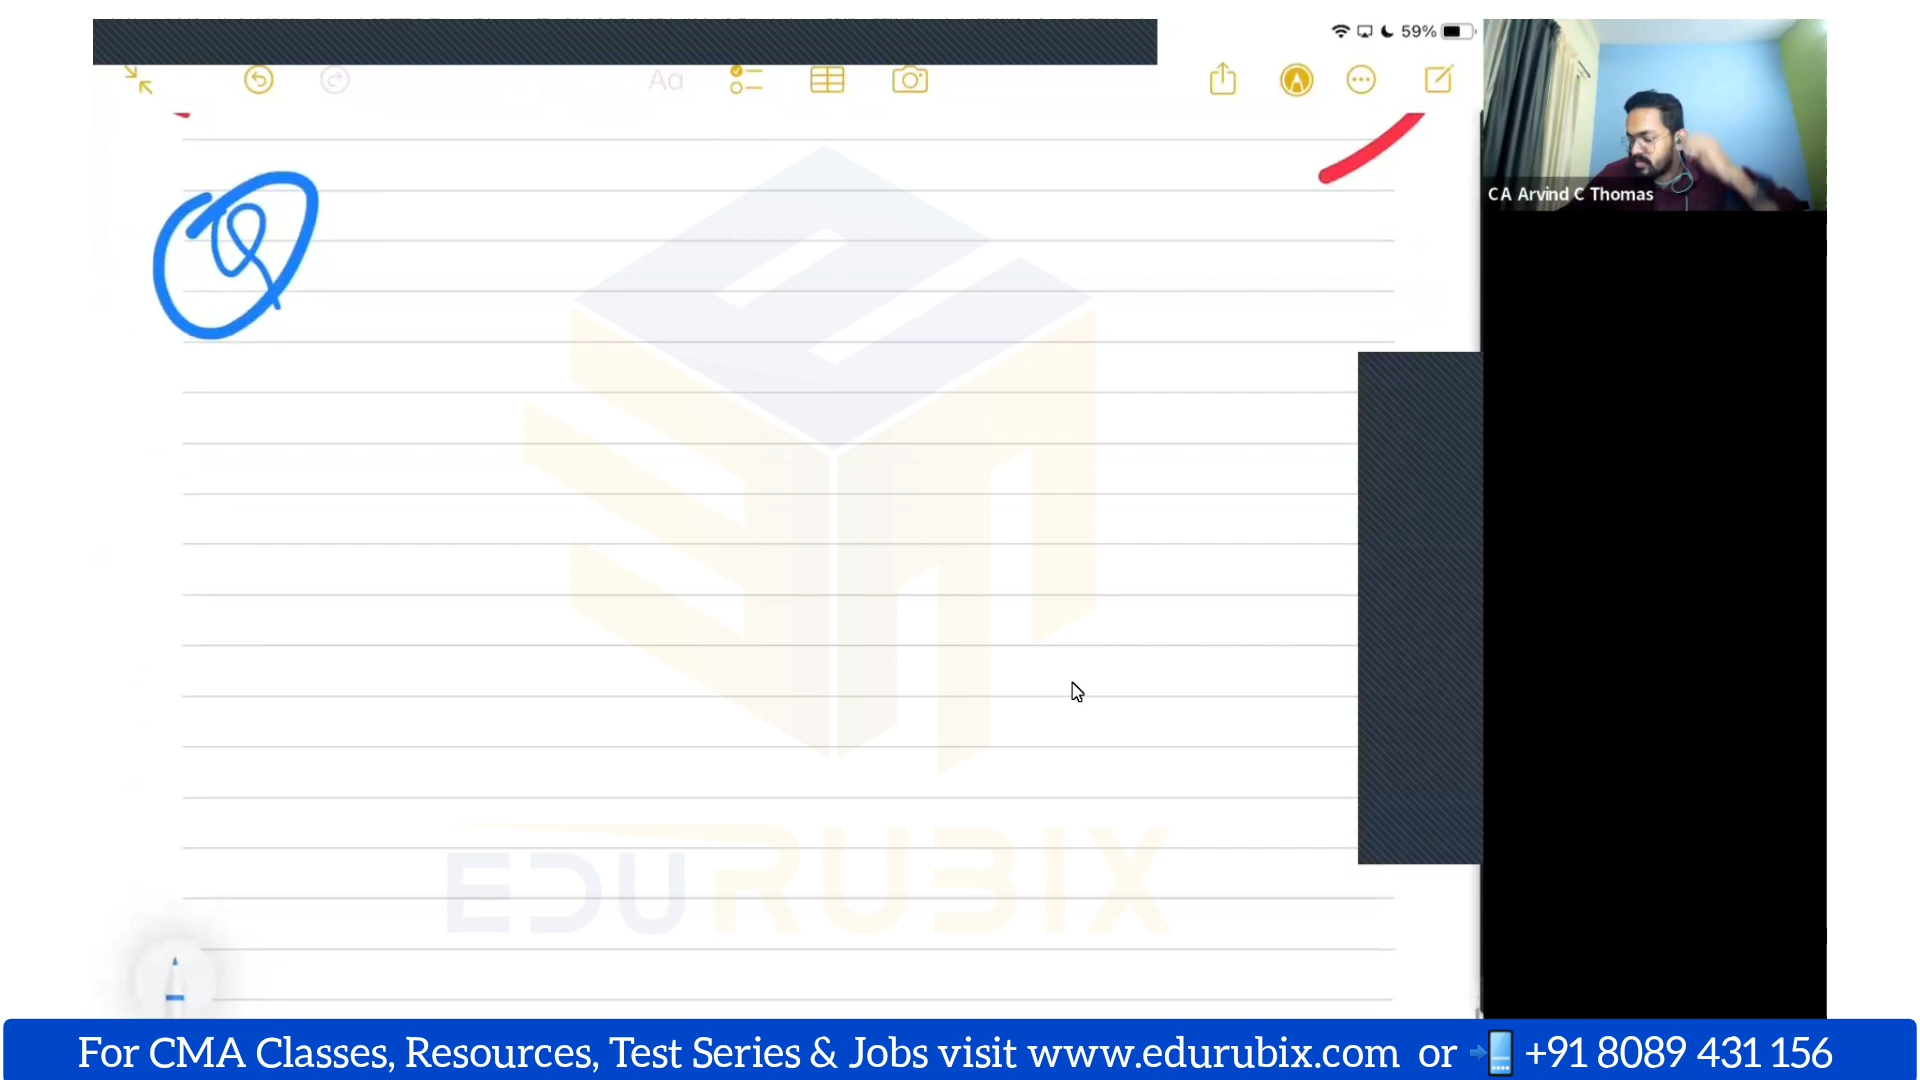 59%
Aa
CA Arvind C Thomas
Q
EDURUBIX
For CMA Classes, Resources, Test Series & Jobs visit www.edurubix.com or +91 8089 431 156